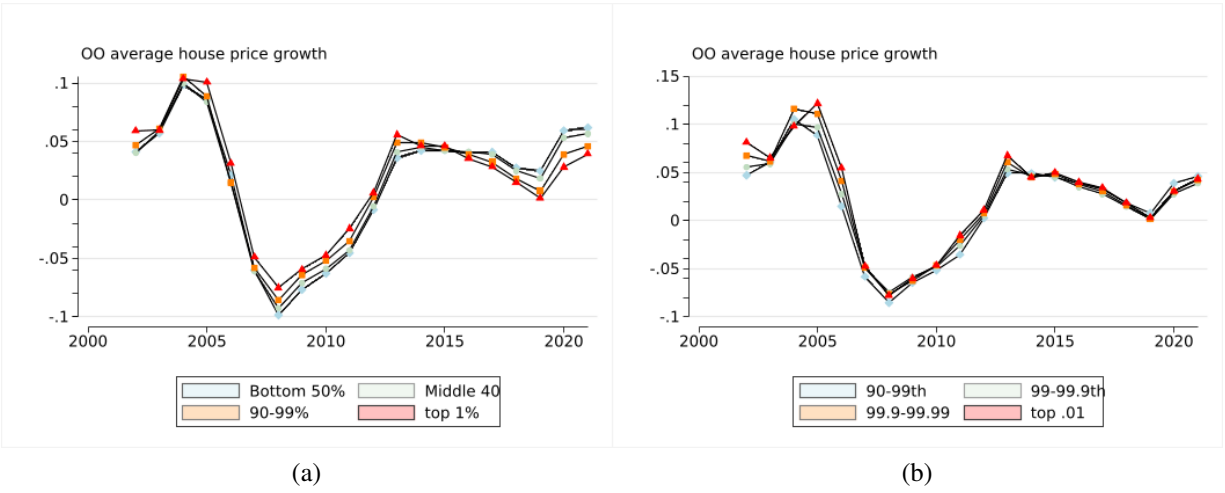 OO average house price growth
.1
.05
0
-.05
-.1
2000 2005 2010 2015 2020
Bottom 50% Middle 40
90-99% top 1%
(a)
OO average house price growth
.15
.1
.05
0
-.05
-.1
2000 2005 2010 2015 2020
90-99th 99-99.9th
99.9-99.99 top .01
(b)